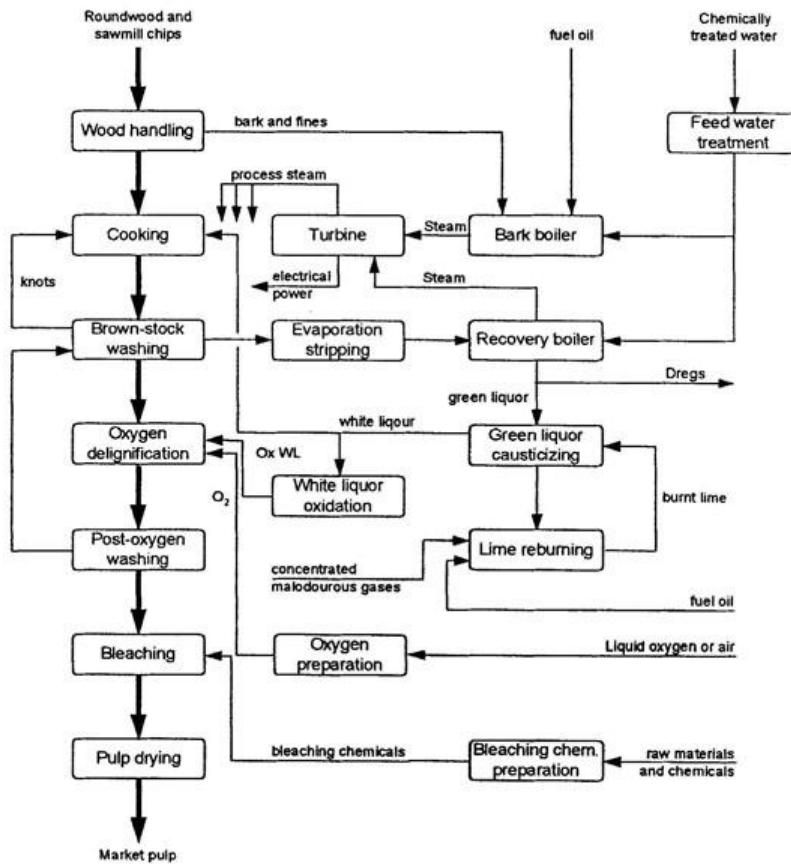 Roundwood and
sawmill chips
fuel oil
Chemically
treated water
Wood handling
bark and fines
Feed water
treatment
process steam
Cooking
Turbine
Steam
Bark boiler
knots
electrical
power
Steam
Brown-stock
washing
Evaporation
stripping
Recovery boiler
Dregs
green liquor
Oxygen
delignification
white liqour
Green liquor
causticizing
Ox WL
O2
White liquor
oxidation
burnt lime
Post-oxygen
washing
Lime reburning
concentrated
malodourous gases
fuel oil
Bleaching
Oxygen
preparation
Liquid oxygen or air
Pulp drying
bleaching chemicals
Bleaching chem.
preparation
raw materials
and chemicals
Market pulp